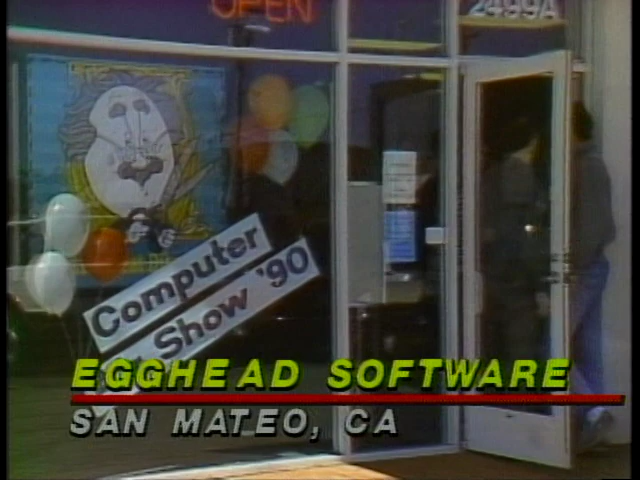 OPEN
2499A
Computer
Show '90
EGGHEAD SOFTWARE
SAN MATEO, CA